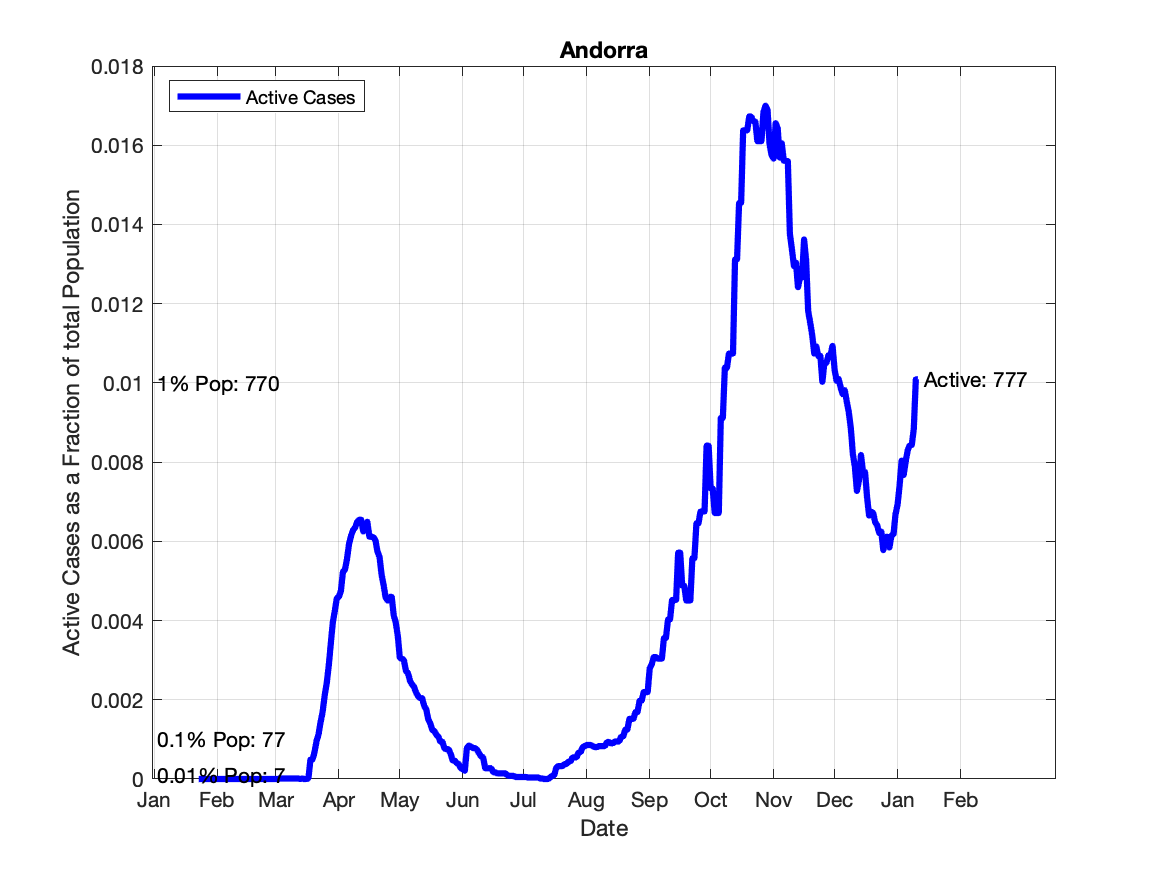 Andorra
Active Cases
0.018
0.016
0.014
0.012
0.01
0.008
0.006
0.004
0.002
0
Active Cases as a Fraction of total Population
1% Pop: 770
0.1% Pop: 77
0.01% Pop: 7
Active: 777
Jan Feb Mar Apr May Jun Jul Aug Sep Oct Nov Dec Jan Feb
Date